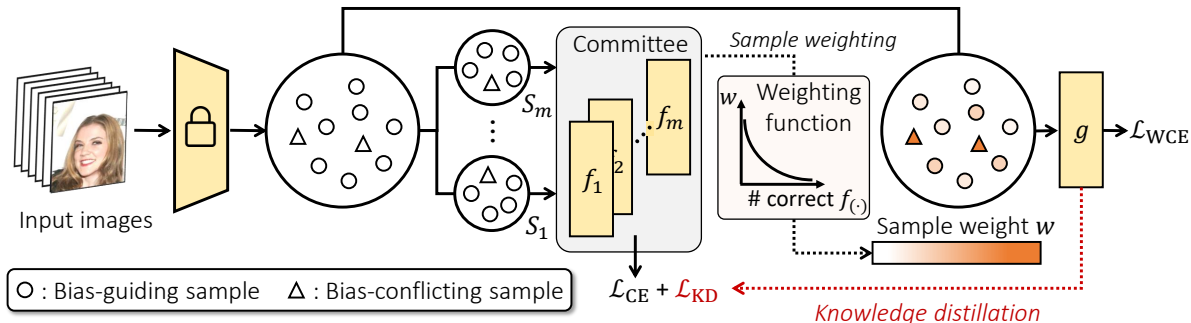 Input images
S_m
⋮
S_1
Committee
f_1
f_2
f_m
ℒ_CE + ℒ_KD
Sample weighting
w
Weighting
function
# correct f_(·)
Sample weight w
g
ℒ_WCE
Knowledge distillation
○ : Bias-guiding sample △ : Bias-conflicting sample